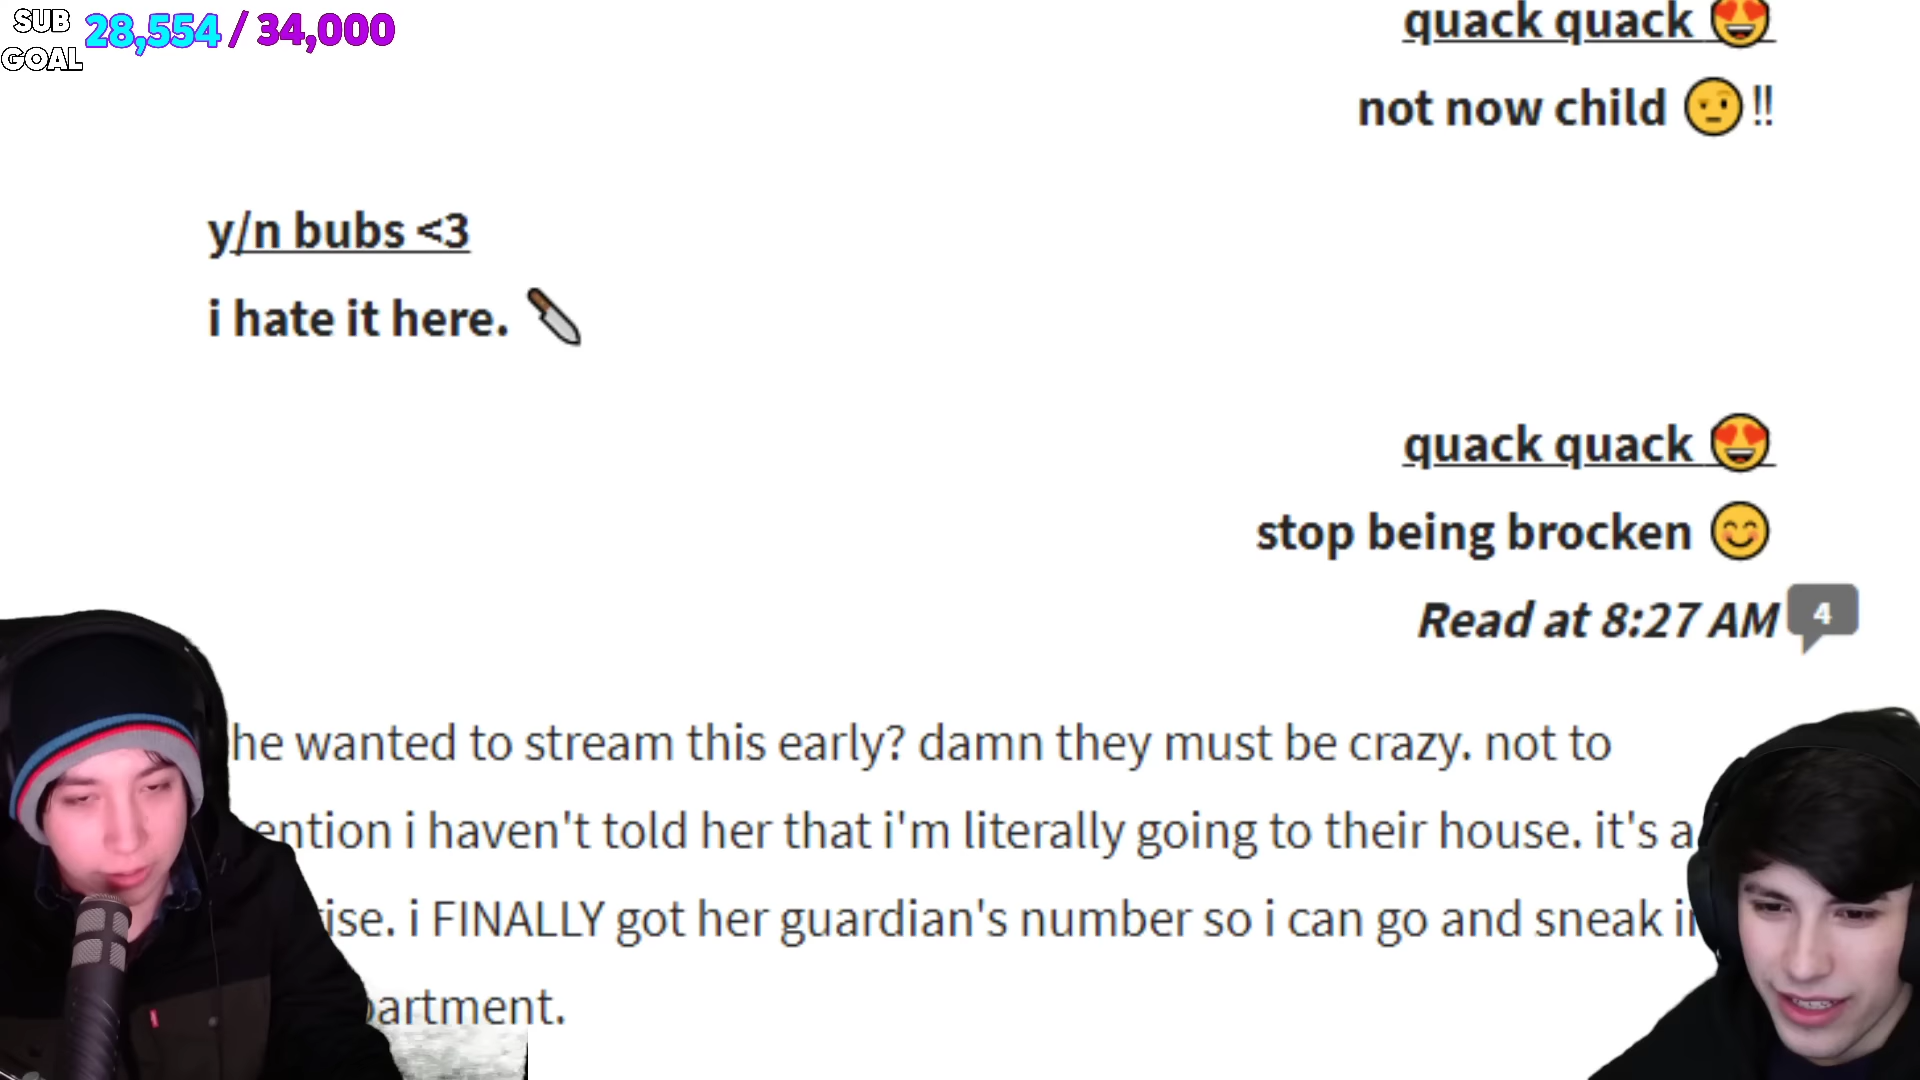 SUB
GOAL
28,554 / 34,000
quack quack 😍
not now child 🤨‼
y/n bubs <3
i hate it here. 🔪
quack quack 😍
stop being brocken 😊
Read at 8:27 AM
4
he wanted to stream this early? damn they must be crazy. not to
i haven't told her that i'm literally going to their house. it's a
i FINALLY got her guardian's number so i can go and sneak